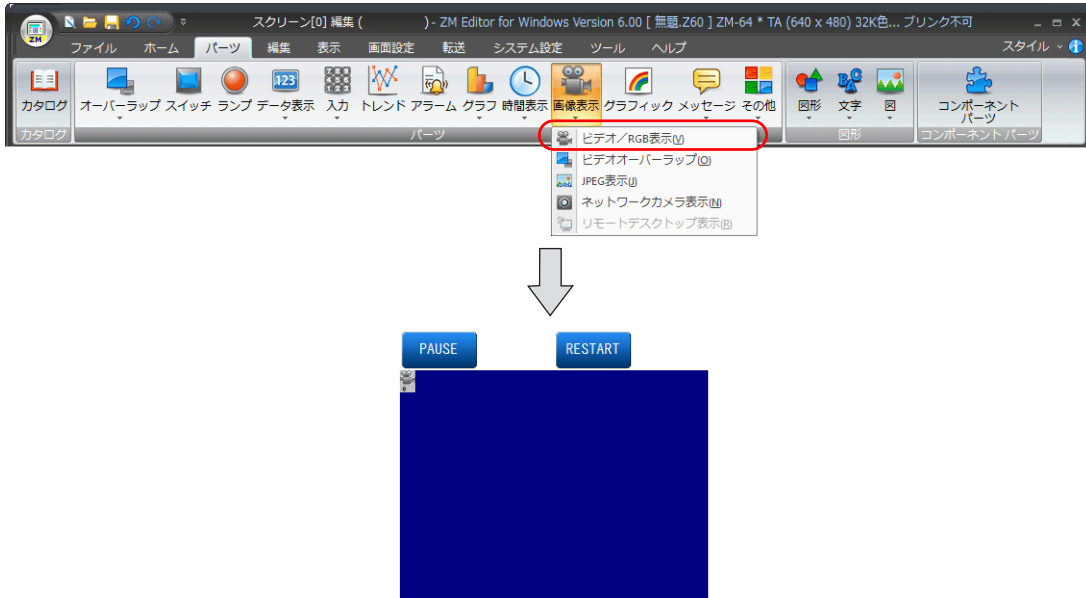 スクリーン[0] 編集 ( ) - ZM Editor for Windows Version 6.00 [ 無題.Z60 ] ZM-64 * TA (640 x 480) 32K色... ブリンク不可
ZM
ファイル ホーム パーツ 編集 表示 画面設定 転送 システム設定 ツール ヘルプ スタイル
カタログ オーバーラップ スイッチ ランプ データ表示 入力 トレンド アラーム グラフ 時間表示 画像表示 グラフィック メッセージ その他 図形 文字 図 コンポーネント
パーツ
カタログ パーツ 図形 コンポーネントパーツ
ビデオ／RGB表示(V)
ビデオオーバーラップ(O)
JPEG表示(J)
ネットワークカメラ表示(N)
リモートデスクトップ表示(R)
PAUSE RESTART
0